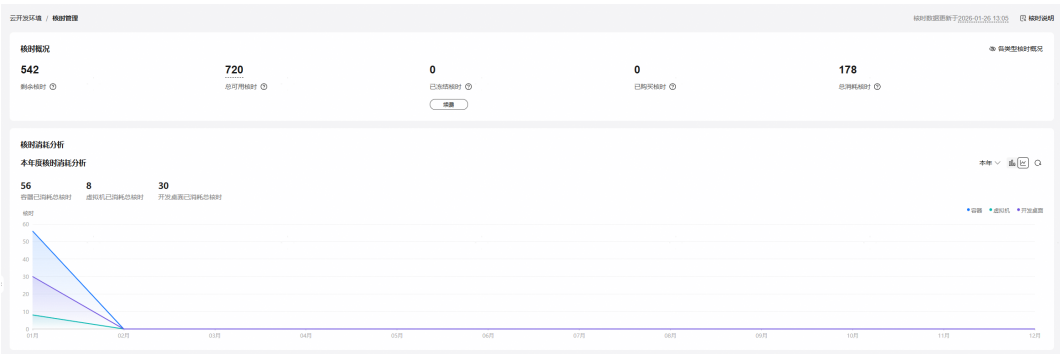 云开发环境 / 核时管理
核时数据更新于2026-01-26 13:05 核时说明
核时概况
各类型核时概况
542
720
0
0
178
剩余核时
总可用核时
已冻结核时
已购买核时
总消耗核时
核时消耗分析
本年度核时消耗分析
本年
56
8
30
容器已消耗总核时
虚拟机已消耗总核时
开发桌面已消耗总核时
核时
容器 虚拟机 开发桌面
60
50
40
30
20
10
0
01月 02月 03月 04月 05月 06月 07月 08月 09月 10月 11月 12月